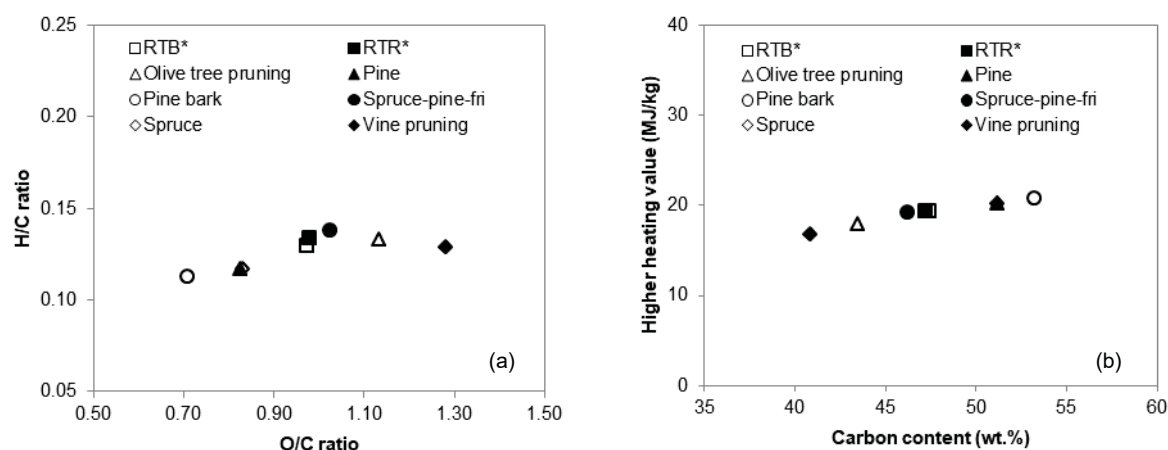 0.25
0.20
0.15
0.10
0.05
H/C ratio
RTB* RTR*
Olive tree pruning Pine
Pine bark Spruce-pine-fri
Spruce Vine pruning
(a)
0.50 0.70 0.90 1.10 1.30 1.50
O/C ratio
40
30
20
10
0
Higher heating value (MJ/kg)
RTB* RTR*
Olive tree pruning Pine
Pine bark Spruce-pine-fri
Spruce Vine pruning
(b)
35 40 45 50 55 60
Carbon content (wt.%)